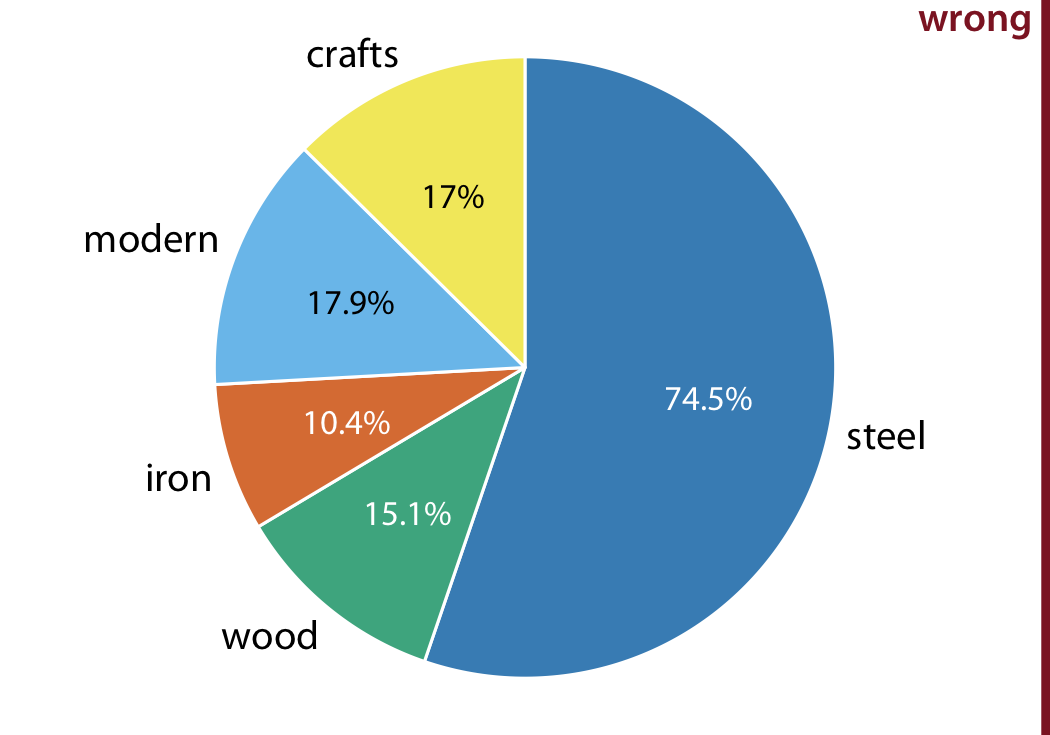 wrong
crafts
17%
modern
17.9%
74.5%
10.4%
steel
iron
15.1%
wood